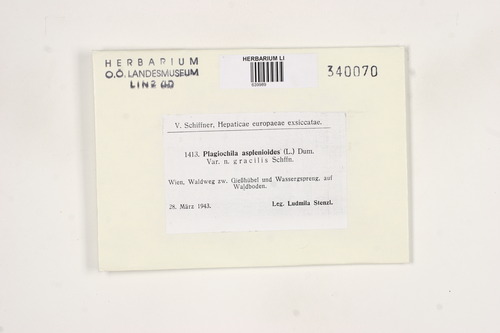 HERBARIUM
O.Ö. LANDESMUSEUM
LINZ
HERBARIUM LI
340070
V. Schiffner, Hepaticae europaeae exsiccatae.
1413. Plagiochila asplenioides (L.) Dum.
Var. n. gracilis Schffn.
Wien, Waldweg zw. Gießhübel und Wassergspreng, auf
Waldboden.
28. März 1943.
Leg. Ludmila Stenzl.